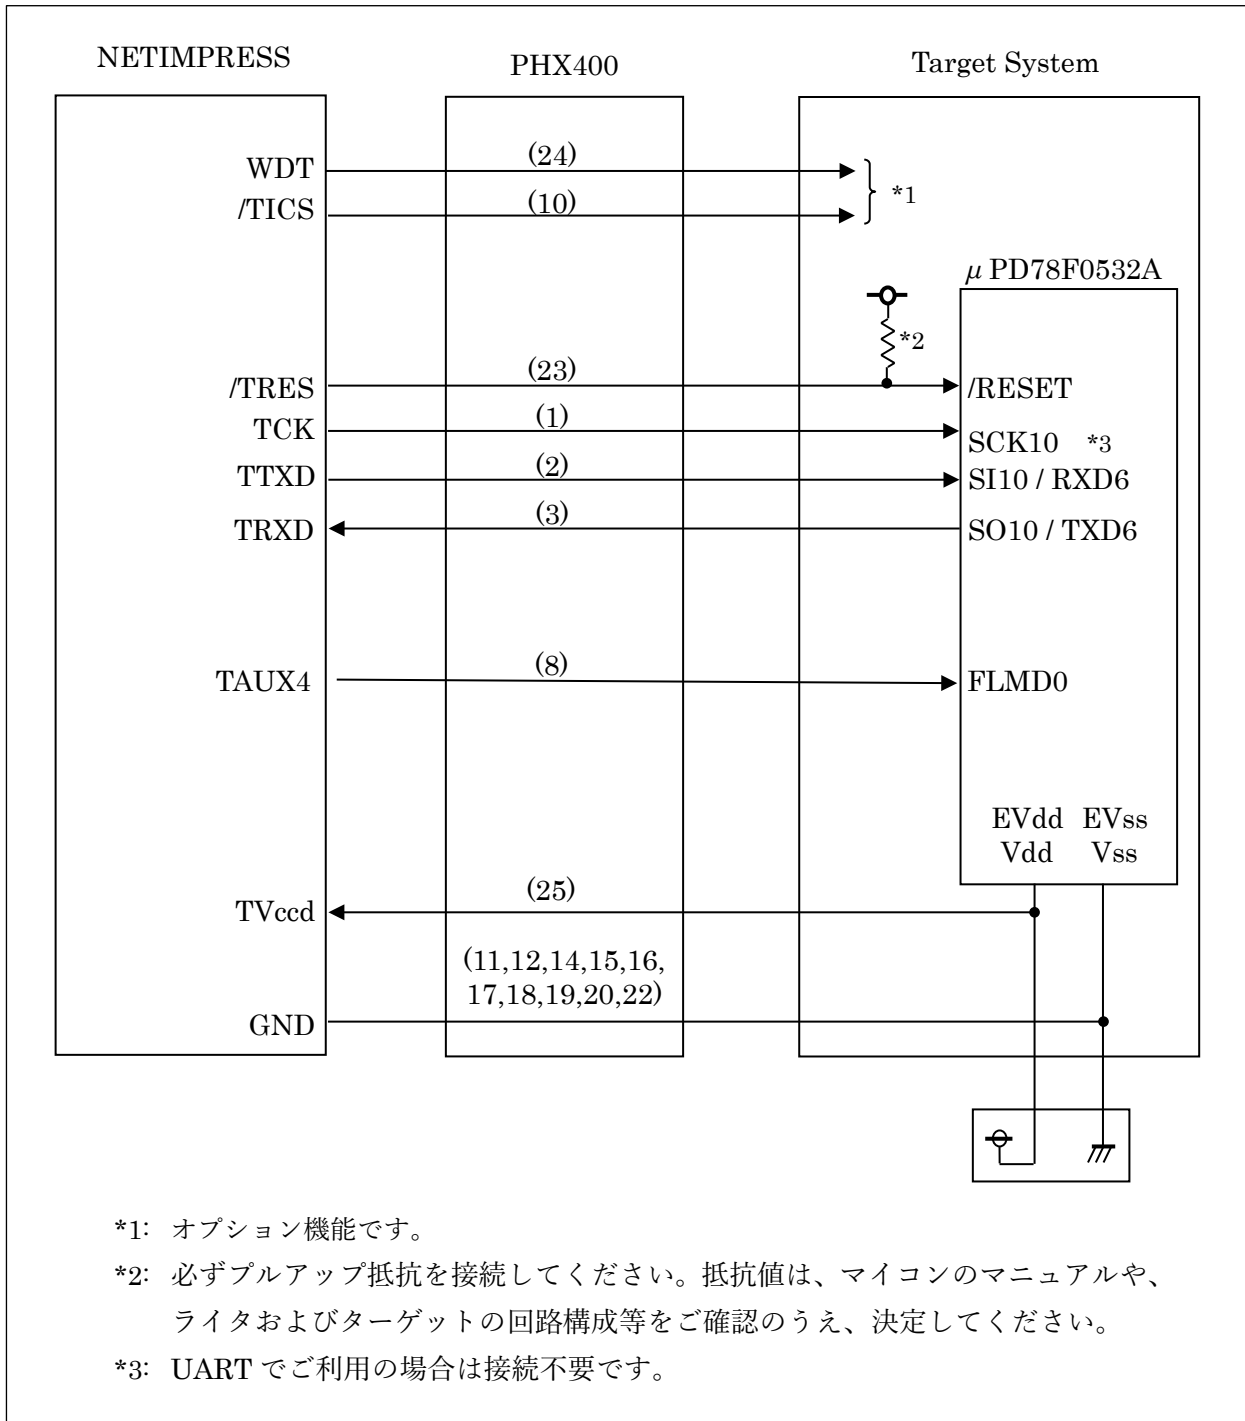 NETIMPRESS
PHX400
Target System
WDT
(24)
/TICS
(10)
*1
μ PD78F0532A
*2
/TRES
(23)
/RESET
TCK
(1)
SCK10 *3
TTXD
(2)
SI10 / RXD6
TRXD
(3)
SO10 / TXD6
TAUX4
(8)
FLMD0
EVdd EVss
Vdd Vss
TVccd
(25)
(11,12,14,15,16,
17,18,19,20,22)
GND
*1: オプション機能です。
*2: 必ずプルアップ抵抗を接続してください。抵抗値は、マイコンのマニュアルや、
ライタおよびターゲットの回路構成等をご確認のうえ、決定してください。
*3: UART でご利用の場合は接続不要です。